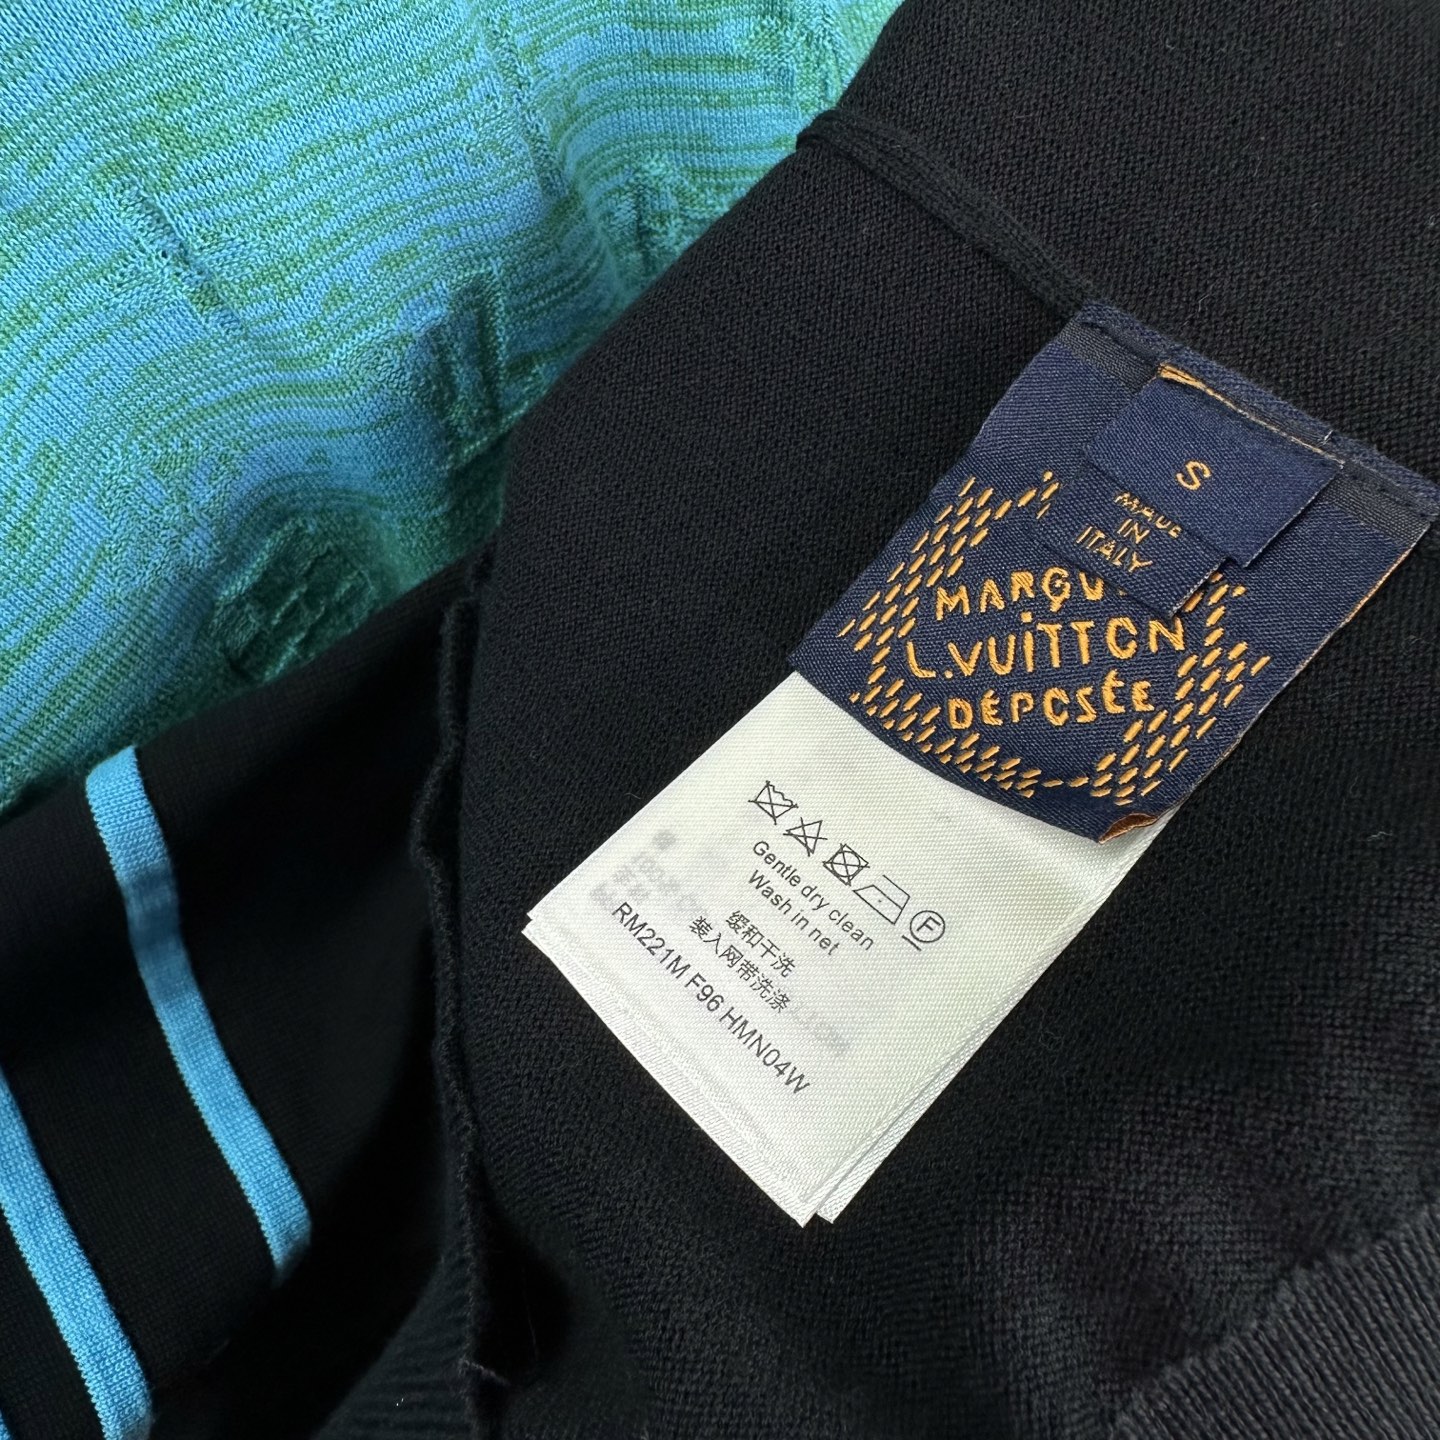 S
MADE
IN
ITALY
L.VUITTON
DÉPOSÉE
Gentle dry clean
Wash in net
缓和干洗
装入网带洗涤
RM221M F96 HMN04W
F